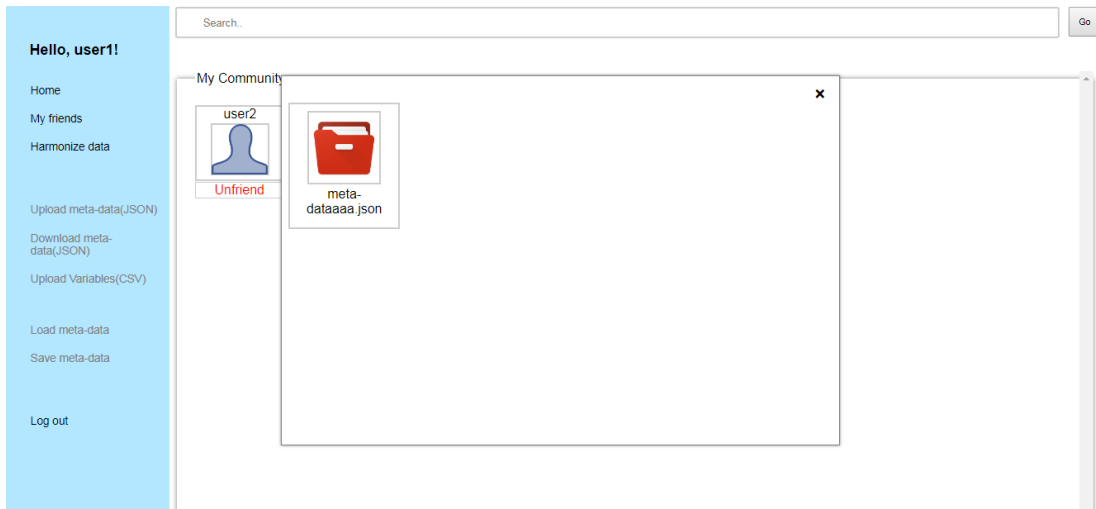 Search..
Go
Hello, user1!
Home
My friends
Harmonize data
Upload meta-data(JSON)
Download meta-
data(JSON)
Upload Variables(CSV)
Load meta-data
Save meta-data
Log out
My Community
user2
Unfriend
×
meta-
dataaaa.json